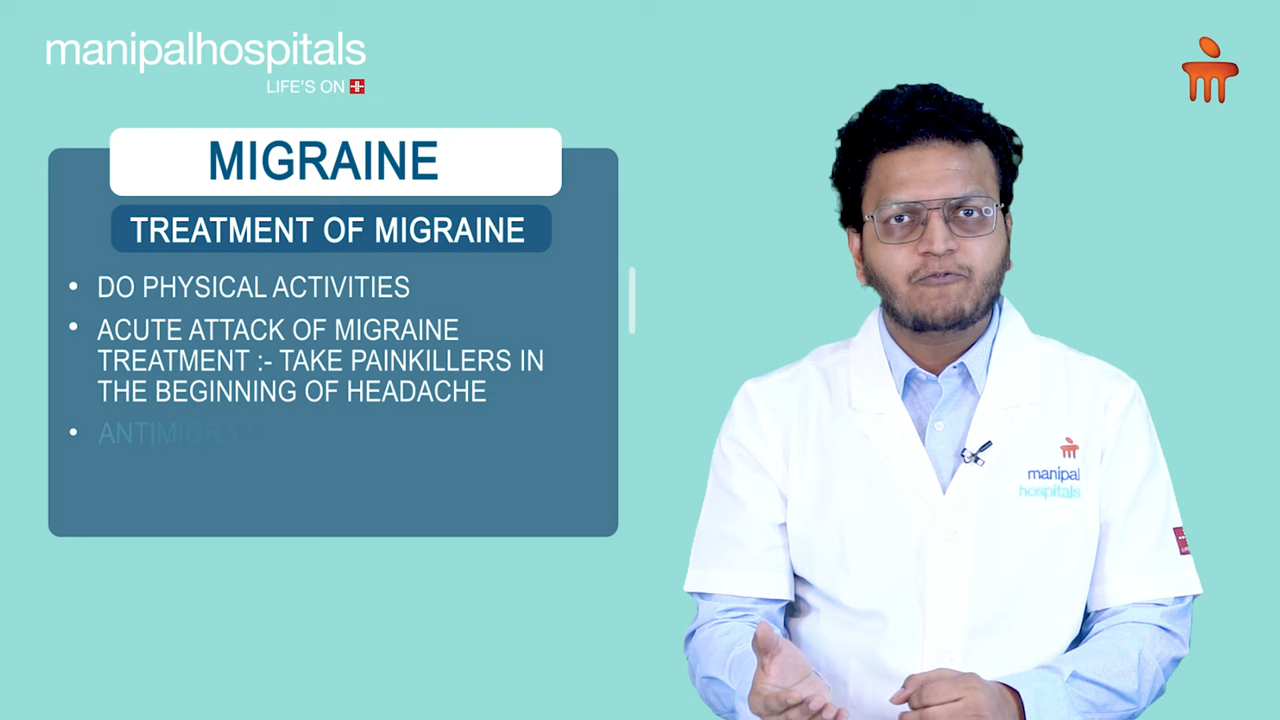 manipalhospitals
LIFE'S ON
MIGRAINE
TREATMENT OF MIGRAINE
• DO PHYSICAL ACTIVITIES
• ACUTE ATTACK OF MIGRAINE
TREATMENT :- TAKE PAINKILLERS IN
THE BEGINNING OF HEADACHE
•
manipal
hospitals